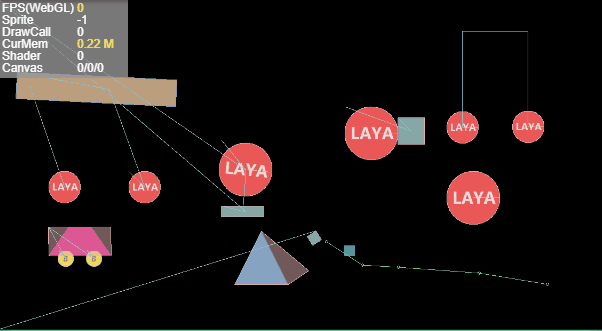 FPS(WebGL) 0
Sprite -1
DrawCall 0
CurMem 0.22 M
Shader 0
Canvas 0/0/0
LAYA
LAYA
LAYA
LAYA
LAYA
LAYA
LAYA